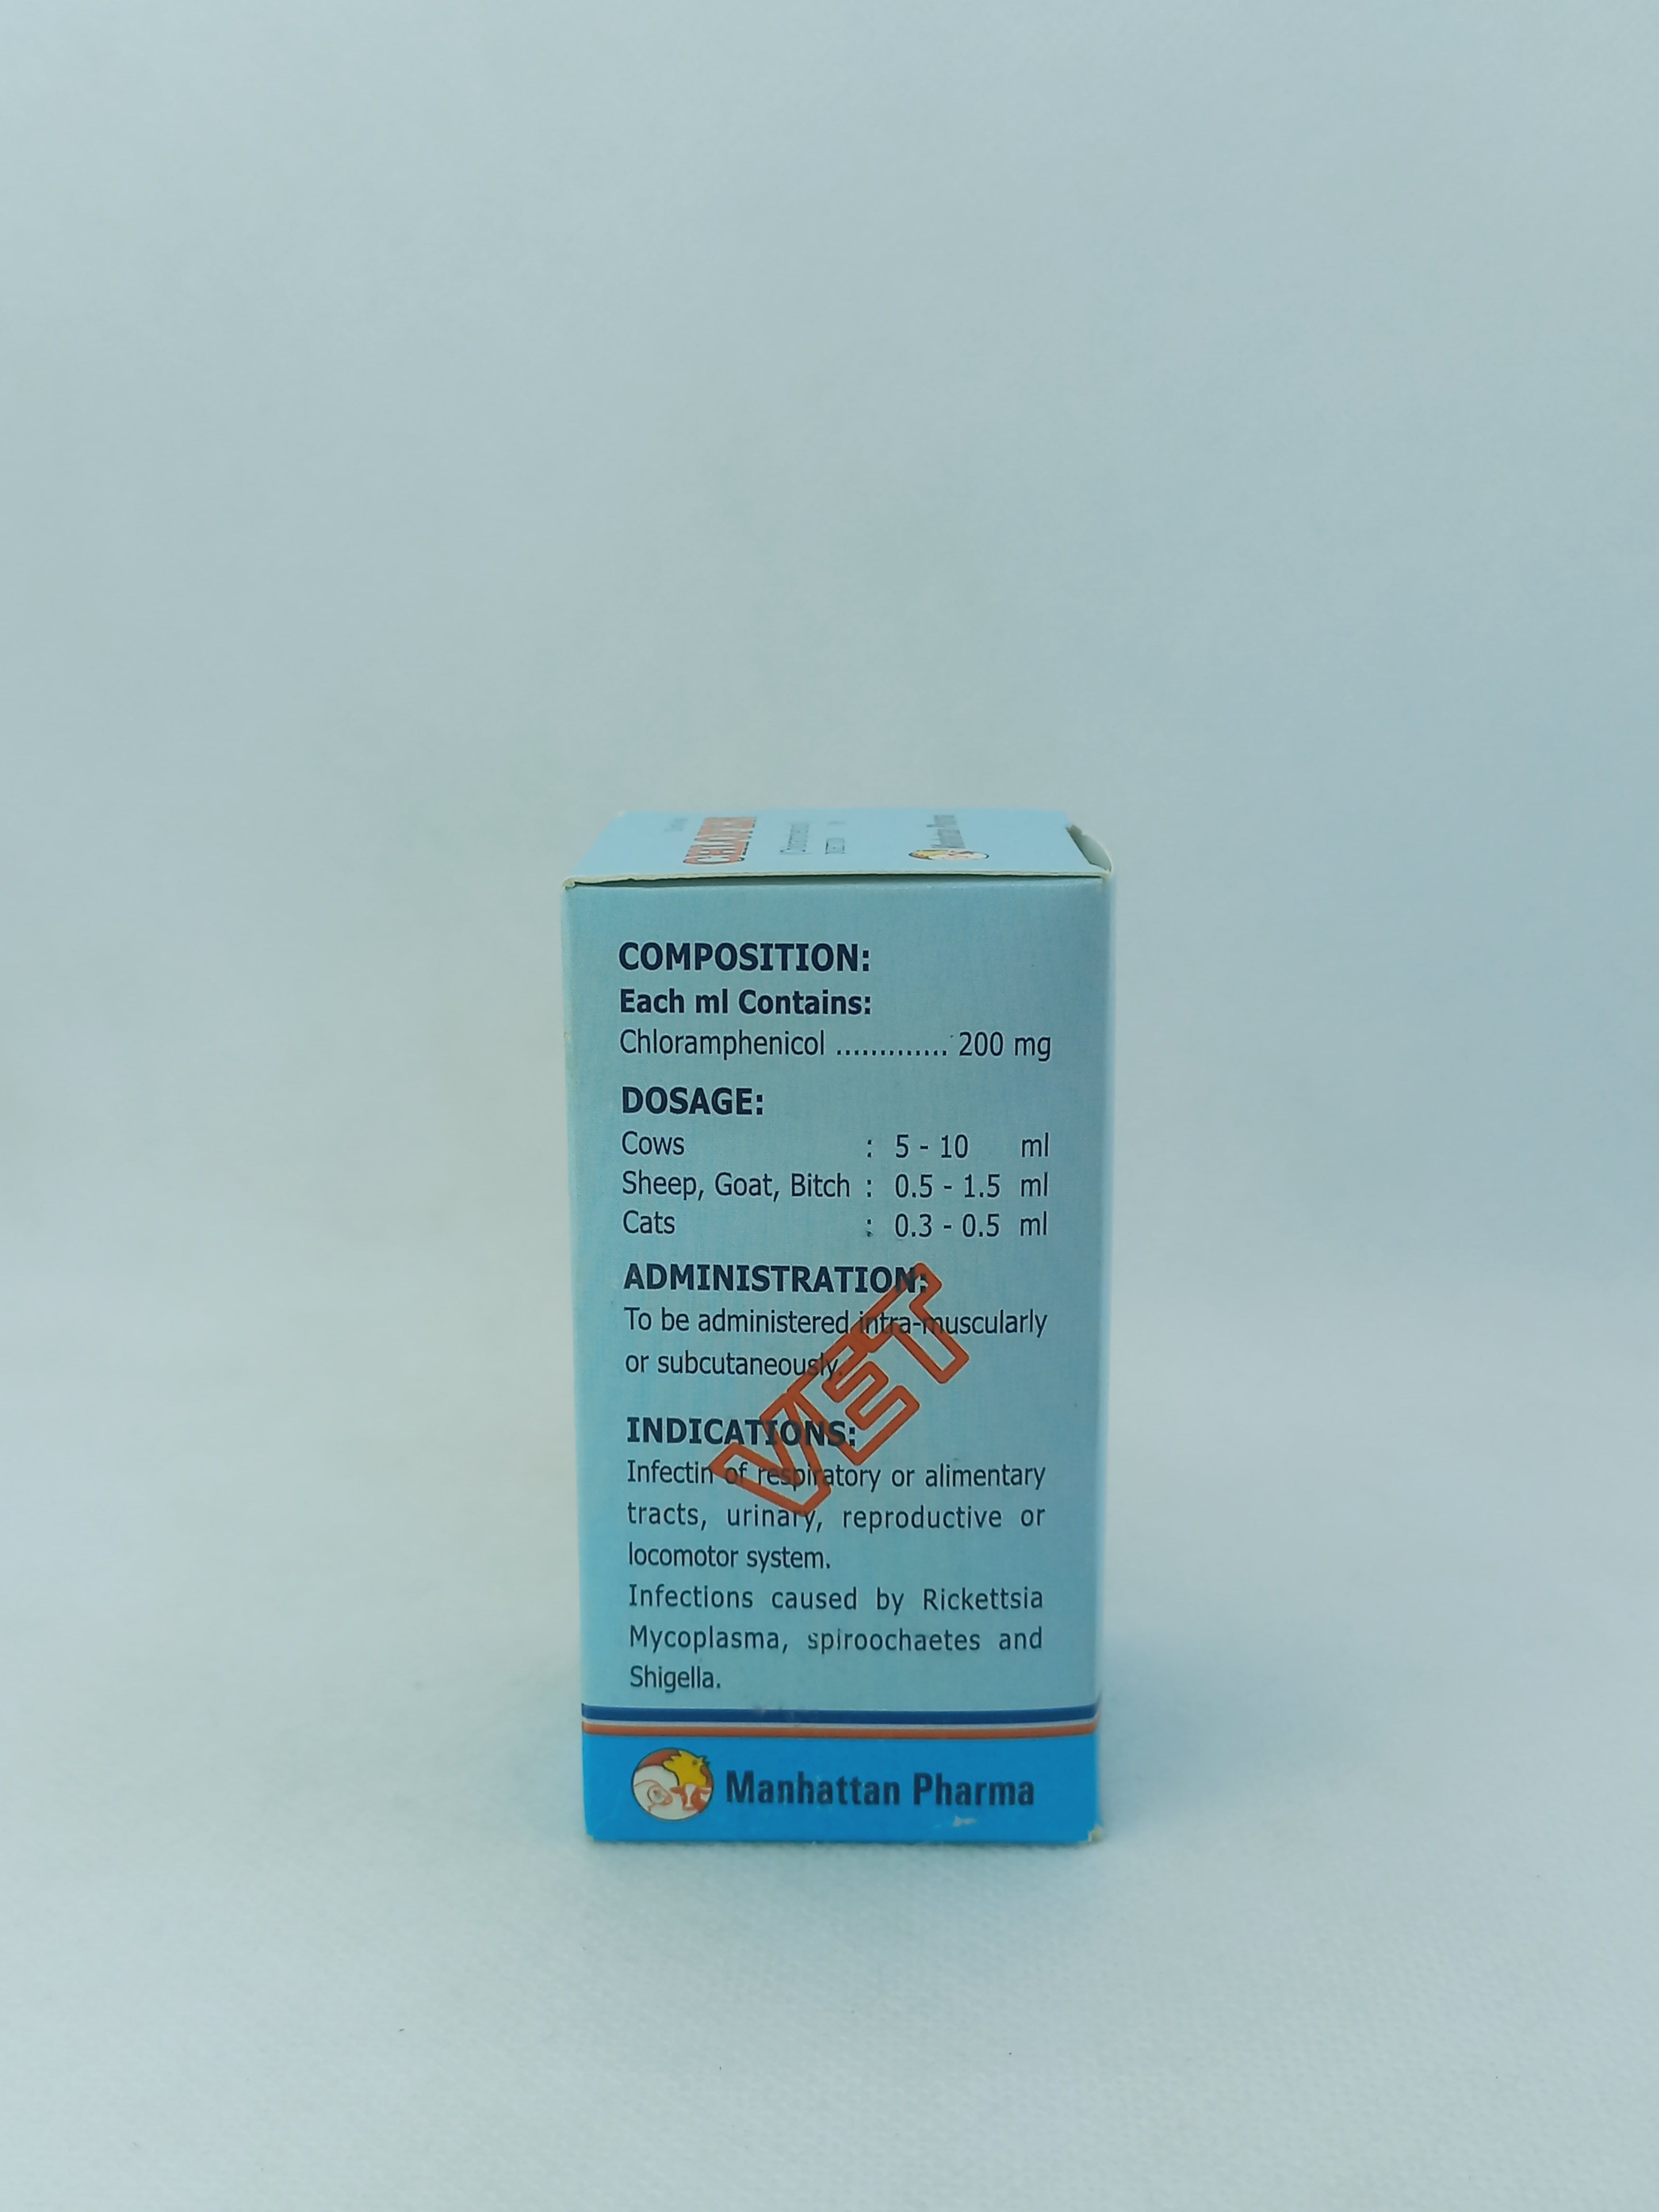 Manhattan Pharma
COMPOSITION:
Each ml Contains:
Chloramphenicol ............. 200 mg
DOSAGE:
Cows : 5 - 10 ml
Sheep, Goat, Bitch : 0.5 - 1.5 ml
Cats : 0.3 - 0.5 ml
ADMINISTRATION:
To be administered intra-muscularly
or subcutaneously.
VET
INDICATIONS:
Infectin of respiratory or alimentary
tracts, urinary, reproductive or
locomotor system.
Infections caused by Rickettsia
Mycoplasma, spiroochaetes and
Shigella.
Manhattan Pharma